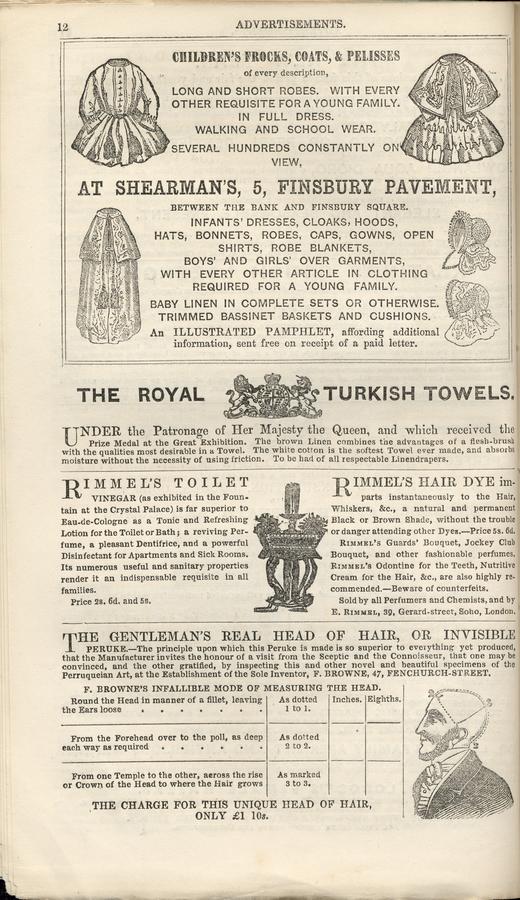 12
ADVERTISEMENTS.
CHILDREN'S FROCKS, COATS, & PELISSES
of every description,
LONG AND SHORT ROBES. WITH EVERY
OTHER REQUISITE FOR A YOUNG FAMILY.
IN FULL DRESS.
WALKING AND SCHOOL WEAR.
SEVERAL HUNDREDS CONSTANTLY ON
VIEW,
AT SHEARMAN'S, 5, FINSBURY PAVEMENT,
BETWEEN THE BANK AND FINSBURY SQUARE.
INFANTS' DRESSES, CLOAKS, HOODS,
HATS, BONNETS, ROBES, CAPS, GOWNS, OPEN
SHIRTS, ROBE BLANKETS,
BOYS' AND GIRLS' OVER GARMENTS,
WITH EVERY OTHER ARTICLE IN CLOTHING
REQUIRED FOR A YOUNG FAMILY.
BABY LINEN IN COMPLETE SETS OR OTHERWISE.
TRIMMED BASSINET BASKETS AND CUSHIONS.
An ILLUSTRATED PAMPHLET, affording additional
information, sent free on receipt of a paid letter.
THE ROYAL TURKISH TOWELS.
UNDER the Patronage of Her Majesty the Queen, and which received the
Prize Medal at the Great Exhibition. The brown Linen combines the advantages of a flesh-brush
with the qualities most desirable in a Towel. The white cotton is the softest Towel ever made, and absorbs
moisture without the necessity of using friction. To be had of all respectable Linendrapers.
RIMMEL'S TOILET
VINEGAR (as exhibited in the Foun-
tain at the Crystal Palace) is far superior to
Eau-de-Cologne as a Tonic and Refreshing
Lotion for the Toilet or Bath; a reviving Per-
fume, a pleasant Dentifrice, and a powerful
Disinfectant for Apartments and Sick Rooms.
Its numerous useful and sanitary properties
render it an indispensable requisite in all
families.
Price 2s. 6d. and 5s.
RIMMEL'S HAIR DYE im-
parts instantaneously to the Hair,
Whiskers, &c., a natural and permanent
Black or Brown Shade, without the trouble
or danger attending other Dyes.—Price 5s. 6d.
RIMMEL'S Guards' Bouquet, Jockey Club
Bouquet, and other fashionable perfumes.
RIMMEL'S Odontine for the Teeth, Nutritive
Cream for the Hair, &c., are also highly re-
commended.—Beware of counterfeits.
Sold by all Perfumers and Chemists, and by
E. RIMMEL, 39, Gerard-street, Soho, London.
THE GENTLEMAN'S REAL HEAD OF HAIR, OR INVISIBLE
PERUKE.—The principle upon which this Peruke is made is so superior to everything yet produced,
that the Manufacturer invites the honour of a visit from the Sceptic and the Connoisseur, that one may be
convinced, and the other gratified, by inspecting this and other novel and beautiful specimens of the
Perruqueian Art, at the Establishment of the Sole Inventor, F. BROWNE, 47, FENCHURCH-STREET.
F. BROWNE'S INFALLIBLE MODE OF MEASURING THE HEAD.
Round the Head in manner of a fillet, leaving
the Ears loose . . . . . .
As dotted
1 to 1.
Inches.
Eighths.
From the Forehead over to the poll, as deep
each way as required . . . . . .
As dotted
2 to 2.
From one Temple to the other, across the rise
or Crown of the Head to where the Hair grows
As marked
3 to 3.
THE CHARGE FOR THIS UNIQUE HEAD OF HAIR,
ONLY £1 10s.